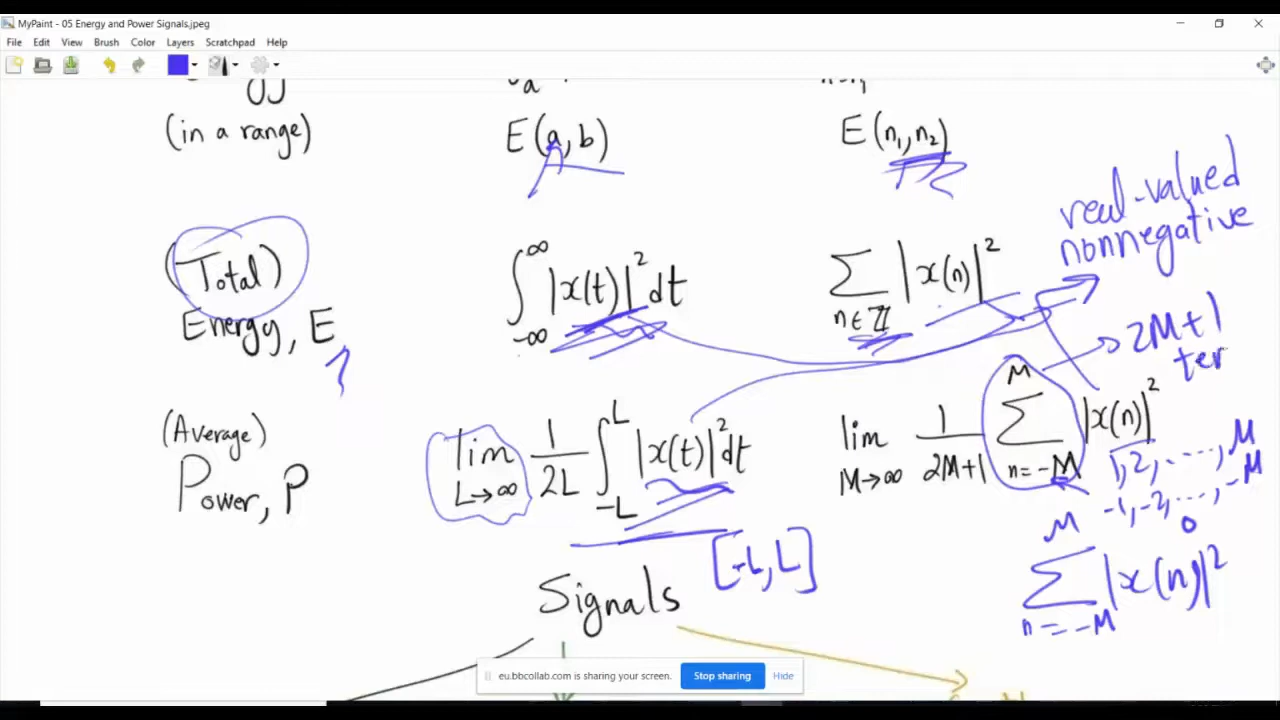 MyPaint - 05 Energy and Power Signals.jpeg
File Edit View Brush Color Layers Scratchpad Help
(in a range) E(a,b) E(n₁,n₂)
real-valued
nonnegative
(Total)
Energy, E ∫_{-∞}^{∞} |x(t)|² dt ∑_{n∈ℤ} |x(n)|²
2M+1
ter
(Average)
Power, P lim_{L→∞} 1/2L ∫_{-L}^{L} |x(t)|² dt lim_{M→∞} 1/2M+1 ∑_{n=-M}^{M} |x(n)|²
1, 2, ...., M
-1, -2, ..., -M
0
[-L, L]
∑_{n=-M}^{M} |x(n)|²
Signals
eu.bbcollab.com is sharing your screen. Stop sharing Hide